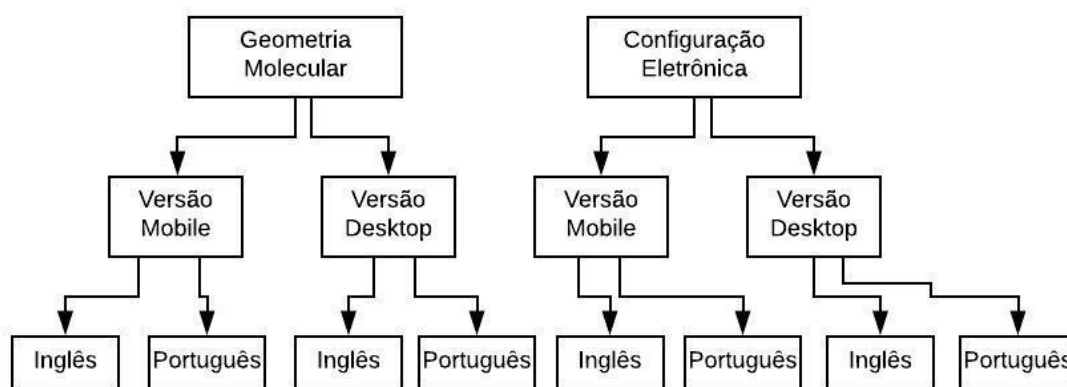 Geometria
Molecular
Configuração
Eletrônica
Versão
Mobile
Versão
Desktop
Versão
Mobile
Versão
Desktop
Inglês
Português
Inglês
Português
Inglês
Português
Inglês
Português